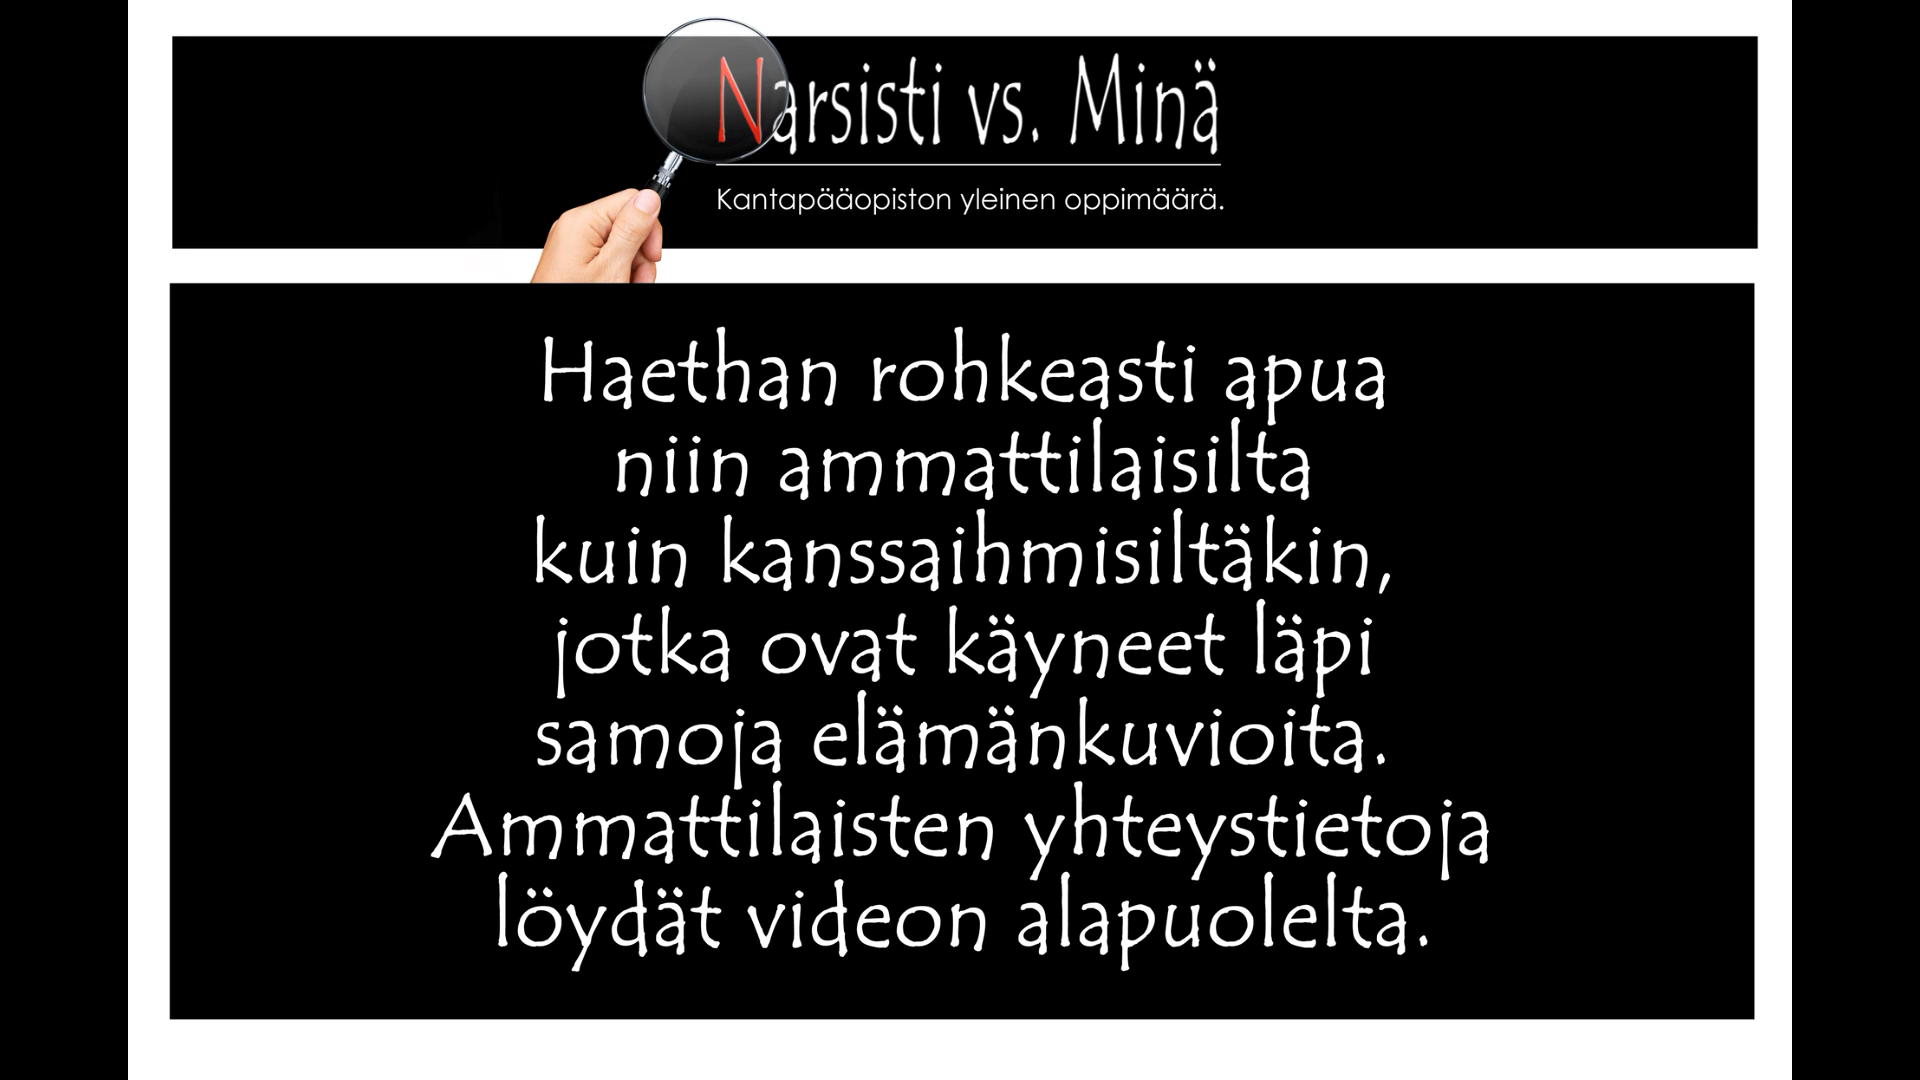 Narsisti vs. Minä
Kantapääopiston yleinen oppimäärä.
Haethan rohkeasti apua
niin ammattilaisilta
kuin kanssaihmisiltäkin,
jotka ovat käyneet läpi
samoja elämänkuvioita.
Ammattilaisten yhteystietoja
löydät videon alapuolelta.